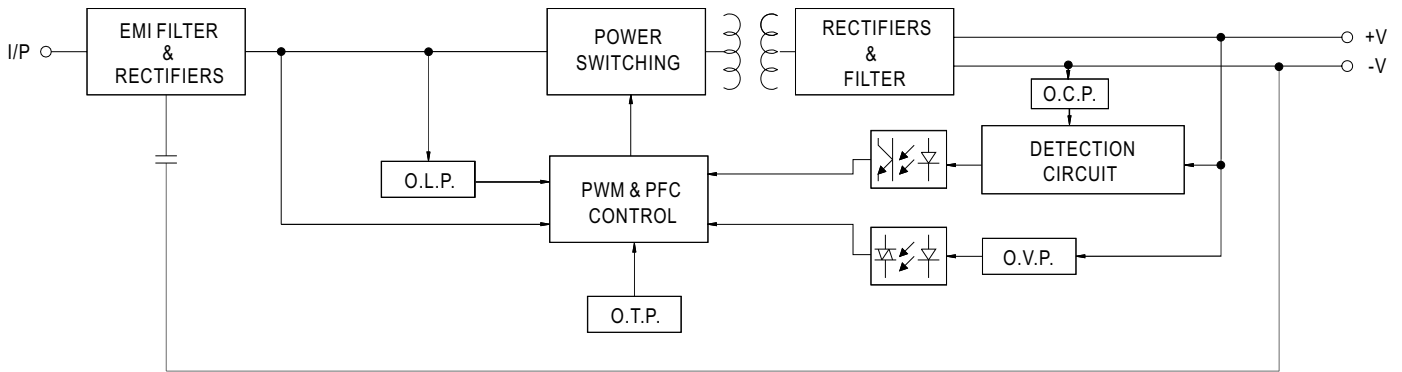 I/P
EMI FILTER
&
RECTIFIERS
POWER
SWITCHING
RECTIFIERS
&
FILTER
+V
-V
O.C.P.
DETECTION
CIRCUIT
O.L.P.
PWM & PFC
CONTROL
O.V.P.
O.T.P.